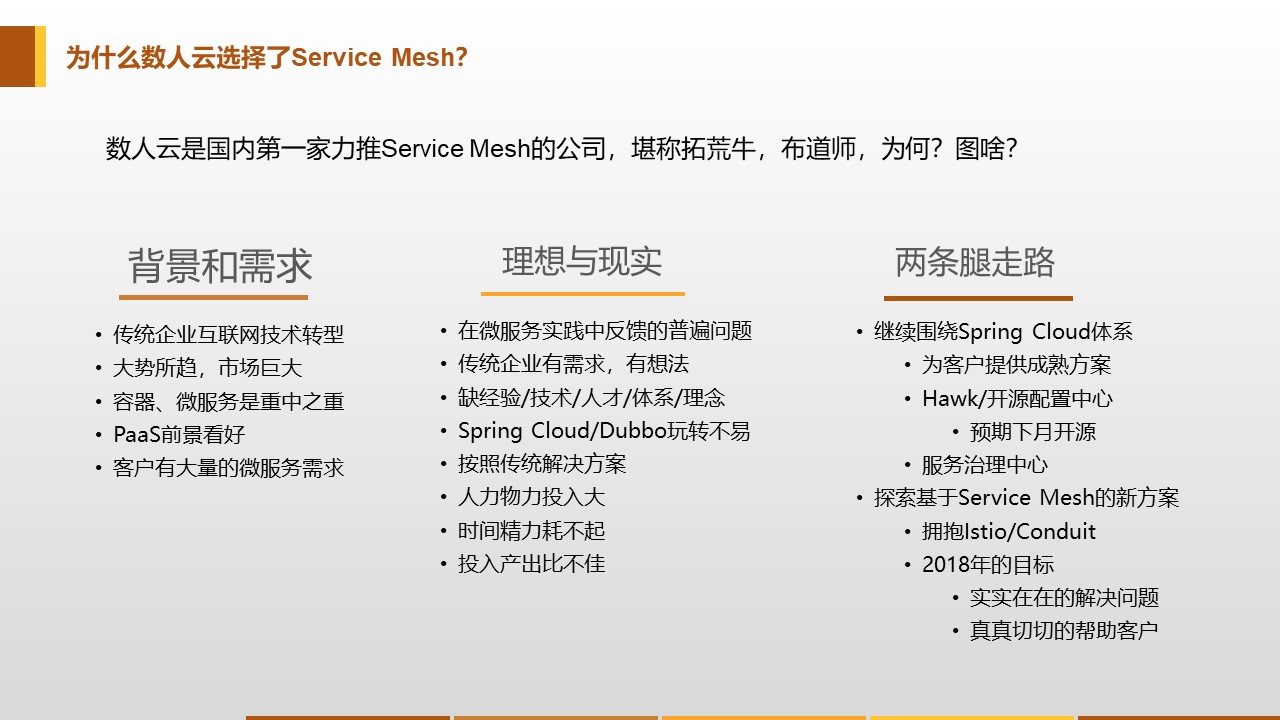 为什么数人云选择了Service Mesh?
数人云是国内第一家力推Service Mesh的公司，堪称拓荒牛，布道师，为何？图啥？
背景和需求
• 传统企业互联网技术转型
• 大势所趋，市场巨大
• 容器、微服务是重中之重
• PaaS前景看好
• 客户有大量的微服务需求
理想与现实
• 在微服务实践中反馈的普遍问题
• 传统企业有需求，有想法
• 缺经验/技术/人才/体系/理念
• Spring Cloud/Dubbo玩转不易
• 按照传统解决方案
• 人力物力投入大
• 时间精力耗不起
• 投入产出比不佳
两条腿走路
• 继续围绕Spring Cloud体系
• 为客户提供成熟方案
• Hawk/开源配置中心
• 预期下月开源
• 服务治理中心
• 探索基于Service Mesh的新方案
• 拥抱Istio/Conduit
• 2018年的目标
• 实实在在的解决问题
• 真真切切的帮助客户